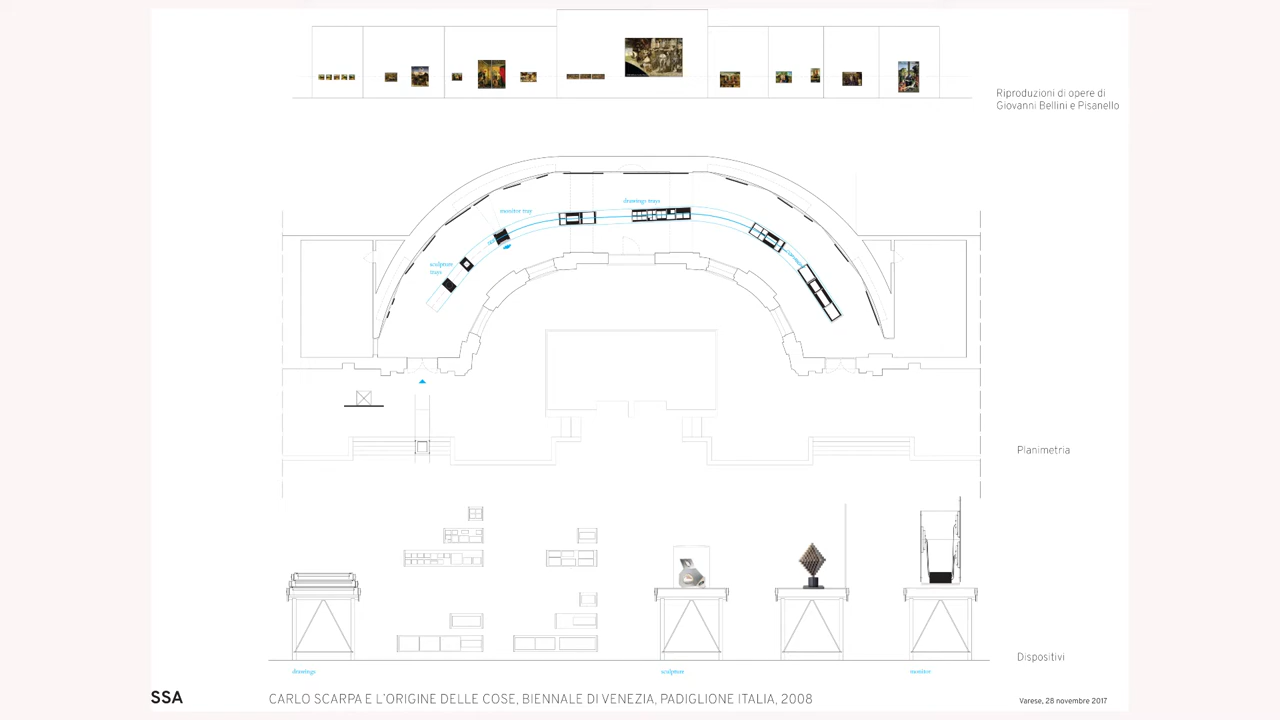 Riproduzioni di opere di
Giovanni Bellini e Pisanello
drawings trays
monitor tray
sculpture
trays
Planimetria
Dispositivi
drawings
sculpture
monitor
SSA
CARLO SCARPA E L'ORIGINE DELLE COSE, BIENNALE DI VENEZIA, PADIGLIONE ITALIA, 2008
Varese, 28 novembre 2017